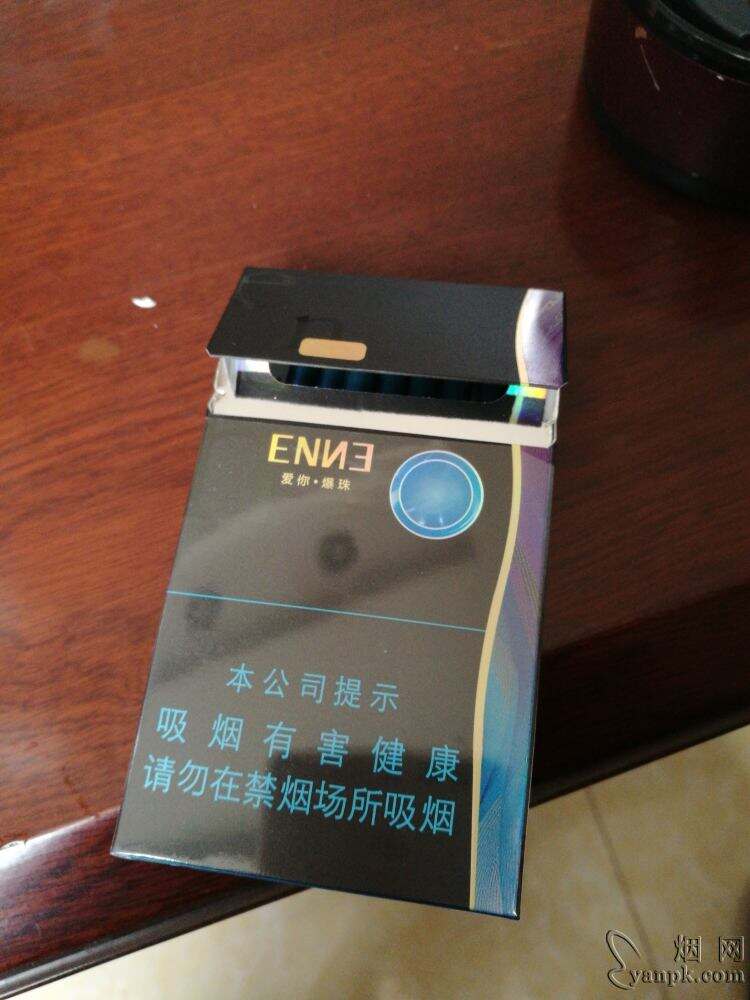 ENNE
爱你·爆珠
本公司提示
吸烟有害健康
请勿在禁烟场所吸烟
烟网
yanpk.com